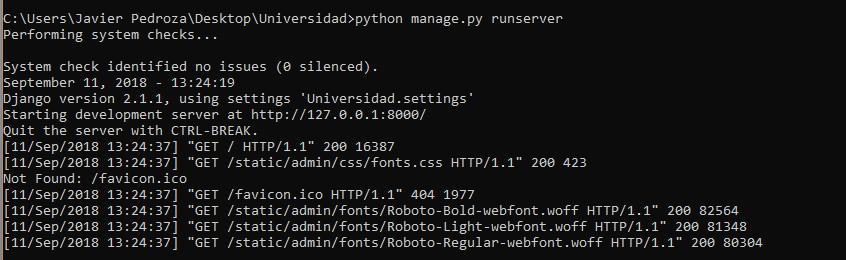 C:\Users\Javier Pedroza\Desktop\Universidad>python manage.py runserver
Performing system checks...
System check identified no issues (0 silenced).
September 11, 2018 - 13:24:19
Django version 2.1.1, using settings 'Universidad.settings'
Starting development server at http://127.0.0.1:8000/
Quit the server with CTRL-BREAK.
[11/Sep/2018 13:24:37] "GET / HTTP/1.1" 200 16387
[11/Sep/2018 13:24:37] "GET /static/admin/css/fonts.css HTTP/1.1" 200 423
Not Found: /favicon.ico
[11/Sep/2018 13:24:37] "GET /favicon.ico HTTP/1.1" 404 1977
[11/Sep/2018 13:24:37] "GET /static/admin/fonts/Roboto-Bold-webfont.woff HTTP/1.1" 200 82564
[11/Sep/2018 13:24:37] "GET /static/admin/fonts/Roboto-Light-webfont.woff HTTP/1.1" 200 81348
[11/Sep/2018 13:24:37] "GET /static/admin/fonts/Roboto-Regular-webfont.woff HTTP/1.1" 200 80304